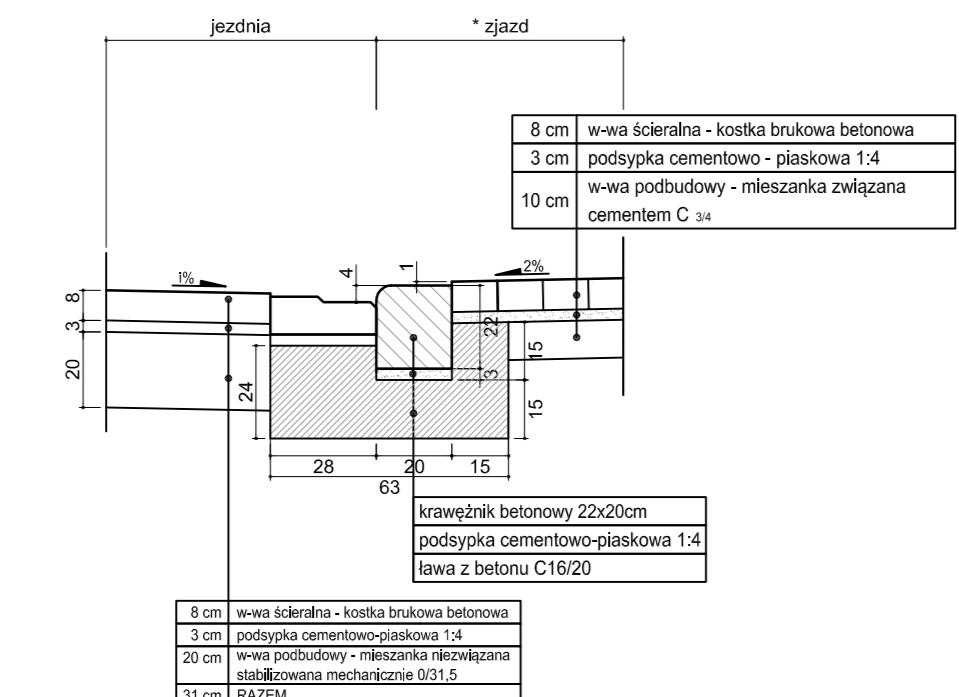 jezdnia
* zjazd
8 cm w-wa ścieralna - kostka brukowa betonowa
3 cm podsypka cementowo - piaskowa 1:4
10 cm w-wa podbudowy - mieszanka związana
cementem C 3/4
i%
4
1
2%
8
3
20
24
22
3
15
15
28
20
15
63
krawężnik betonowy 22x20cm
podsypka cementowo-piaskowa 1:4
ława z betonu C16/20
8 cm w-wa ścieralna - kostka brukowa betonowa
3 cm podsypka cementowo-piaskowa 1:4
20 cm w-wa podbudowy - mieszanka niezwiązana
stabilizowana mechanicznie 0/31,5
31 cm RAZEM